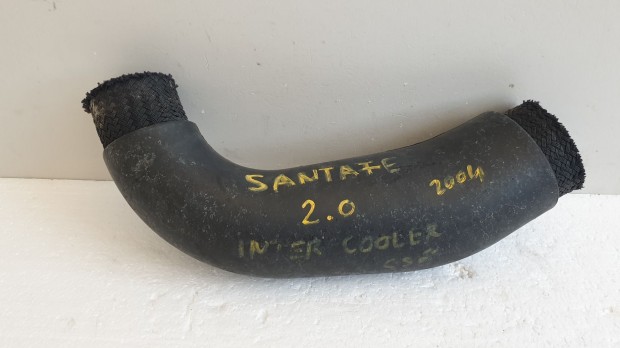 SANTAFE
2.0
2004
INTER COOLER